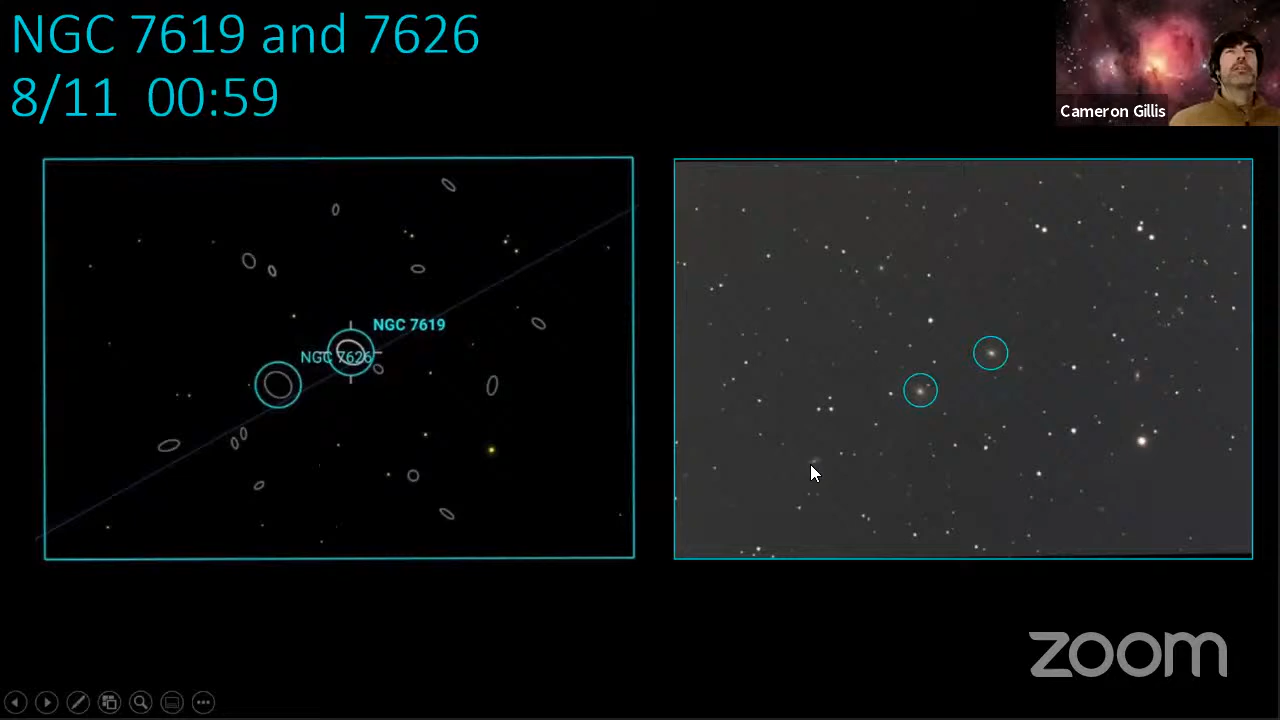 NGC 7619 and 7626
8/11 00:59
Cameron Gillis
NGC 7619
NGC 7626
zoom